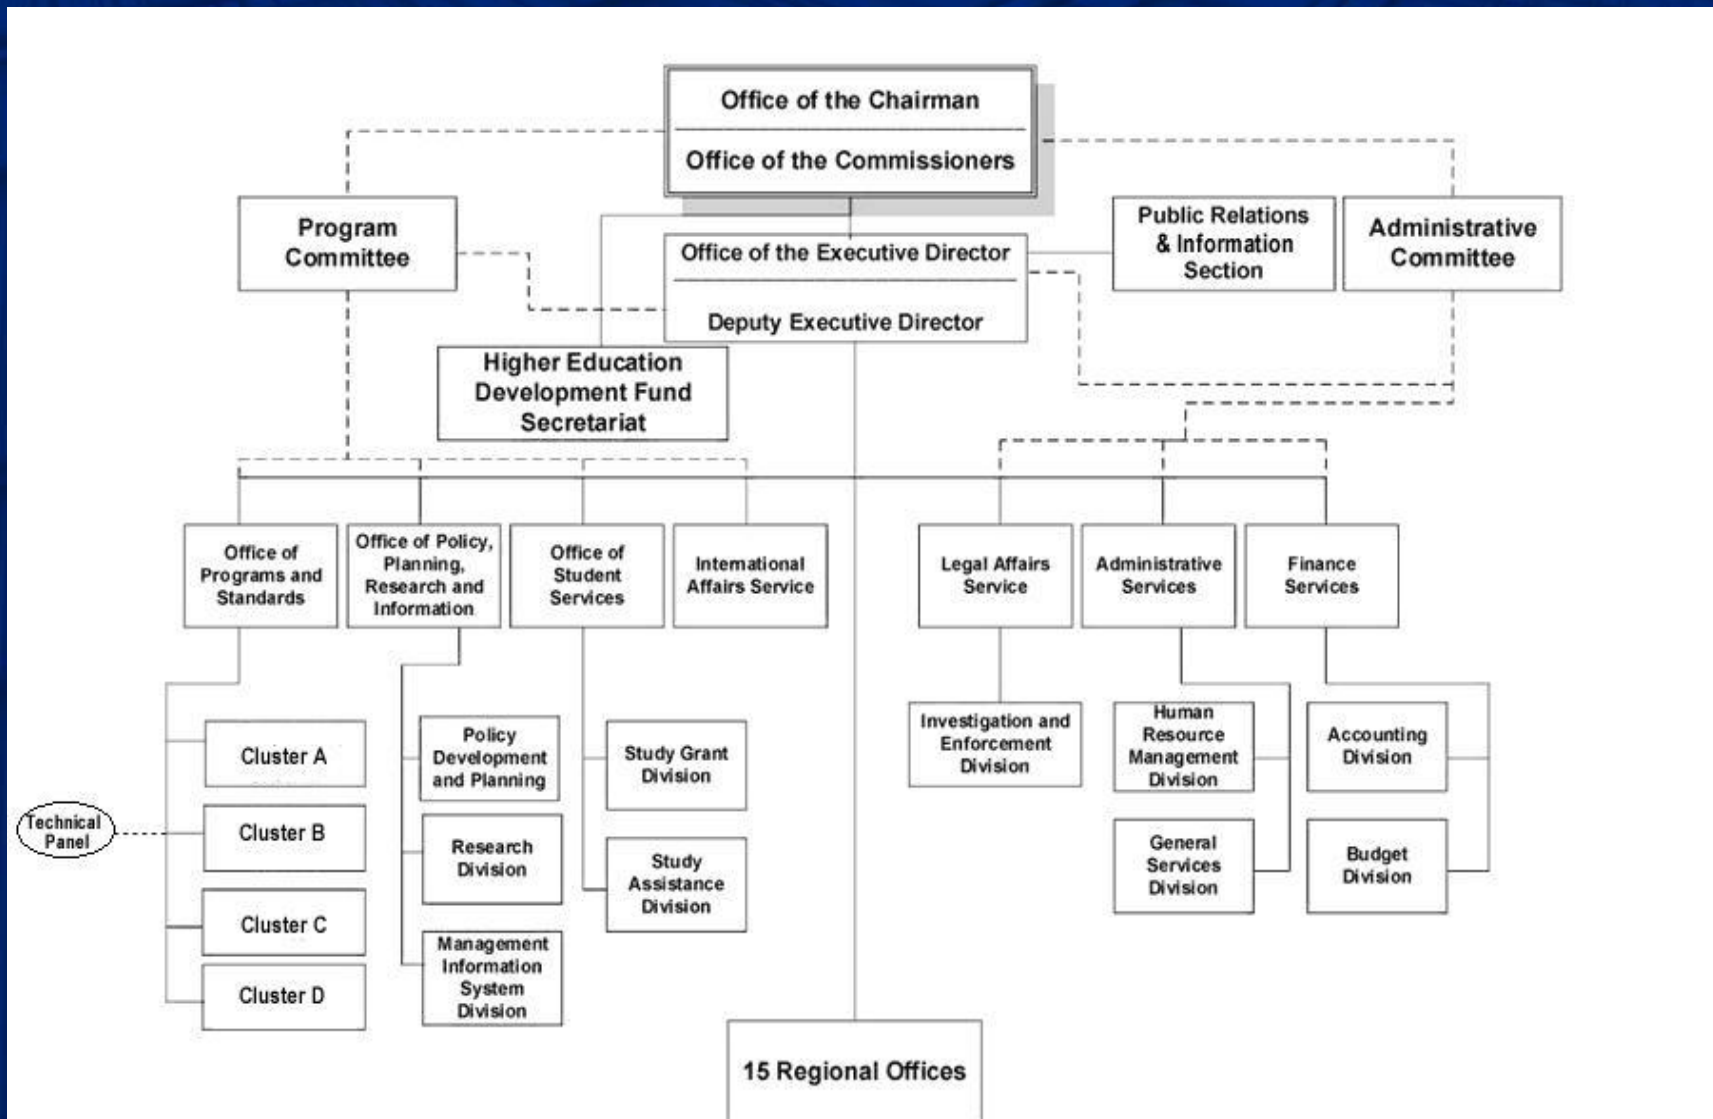 Office of the Chairman
Office of the Commissioners
Program
Committee
Office of the Executive Director
Deputy Executive Director
Public Relations
& Information
Section
Administrative
Committee
Higher Education
Development Fund
Secretariat
Office of
Programs and
Standards
Office of Policy,
Planning,
Research and
Information
Office of
Student
Services
International
Affairs Service
Legal Affairs
Service
Administrative
Services
Finance
Services
Cluster A
Cluster B
Cluster C
Cluster D
Technical
Panel
Policy
Development
and Planning
Research
Division
Management
Information
System
Division
Study Grant
Division
Study
Assistance
Division
Investigation and
Enforcement
Division
Human
Resource
Management
Division
General
Services
Division
Accounting
Division
Budget
Division
15 Regional Offices